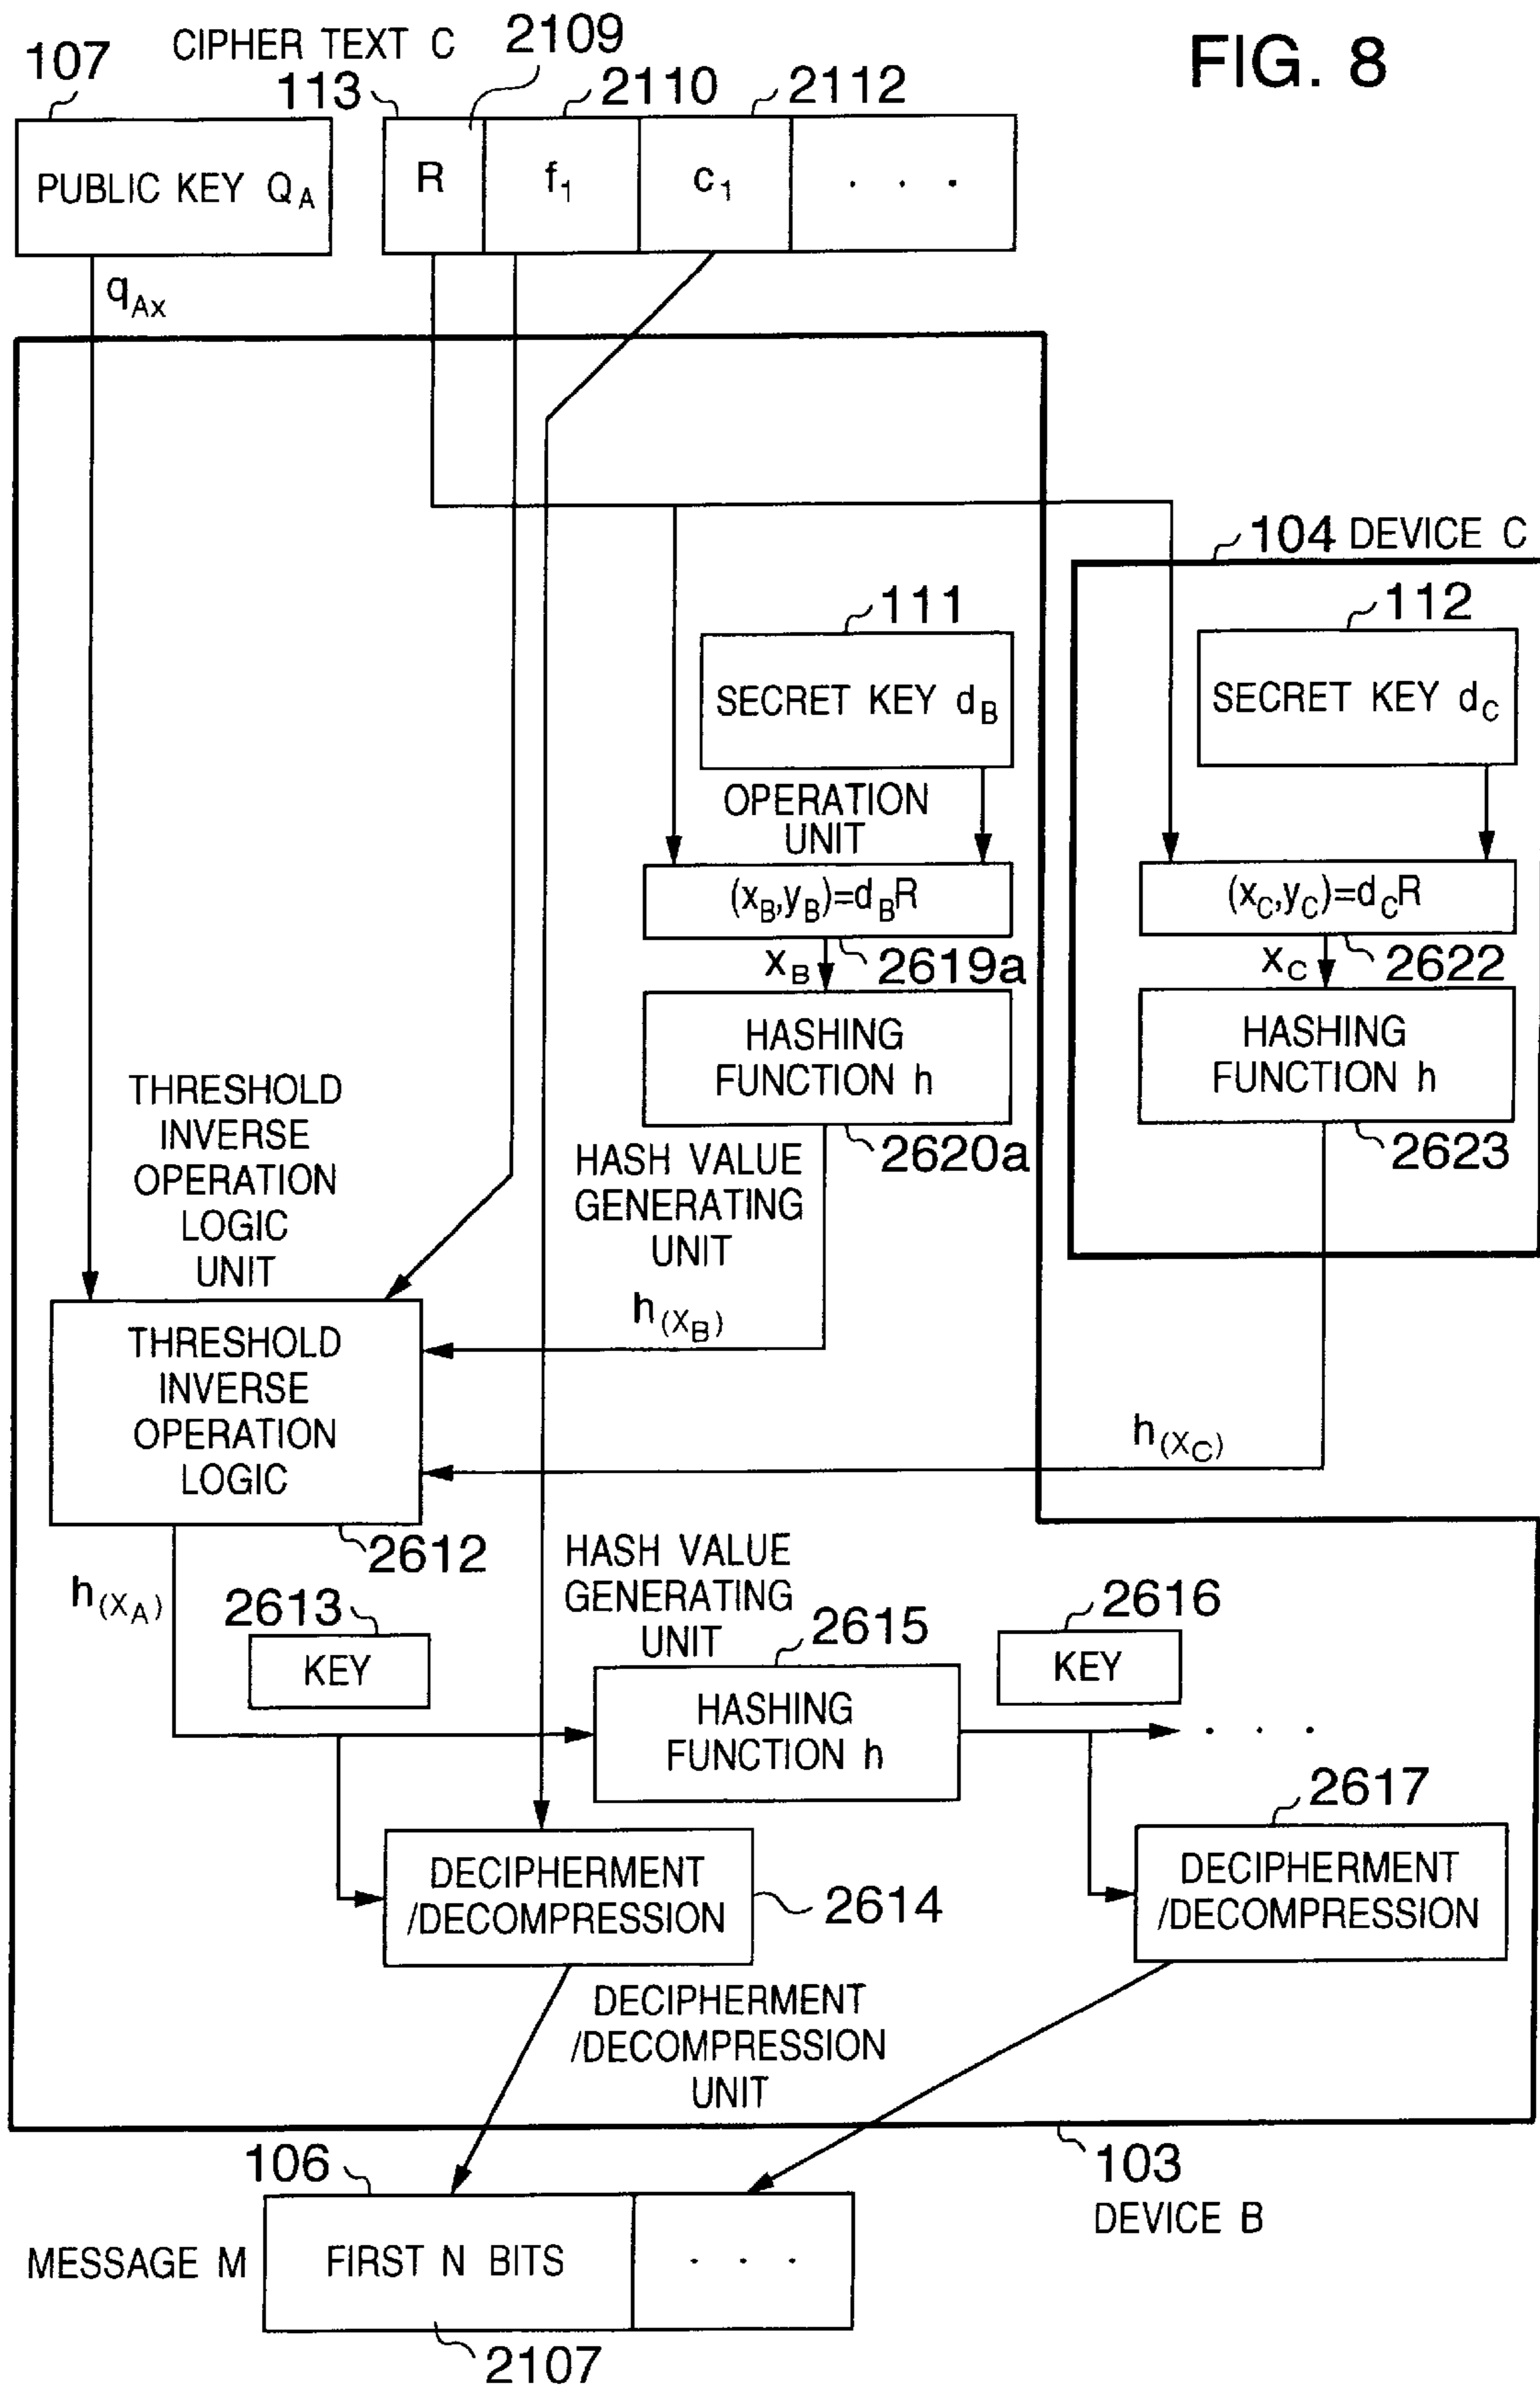 FIG. 8
CIPHER TEXT C
2109
107
113
2110
2112
PUBLIC KEY QA
R
f1
c1
. . .
qAx
104 DEVICE C
111
112
SECRET KEY dB
SECRET KEY dC
OPERATION
UNIT
(xB,yB)=dBR
(xC,yC)=dCR
xB
2619a
xC
2622
HASHING
FUNCTION h
HASHING
FUNCTION h
2620a
2623
HASH VALUE
GENERATING
UNIT
THRESHOLD
INVERSE
OPERATION
LOGIC
UNIT
h(XB)
THRESHOLD
INVERSE
OPERATION
LOGIC
h(XC)
2612
h(XA)
HASH VALUE
GENERATING
UNIT
2613
KEY
2615
2616
KEY
HASHING
FUNCTION h
. . .
2617
DECIPHERMENT
/DECOMPRESSION
2614
DECIPHERMENT
/DECOMPRESSION
DECIPHERMENT
/DECOMPRESSION
UNIT
106
103
DEVICE B
MESSAGE M
FIRST N BITS
. . .
2107